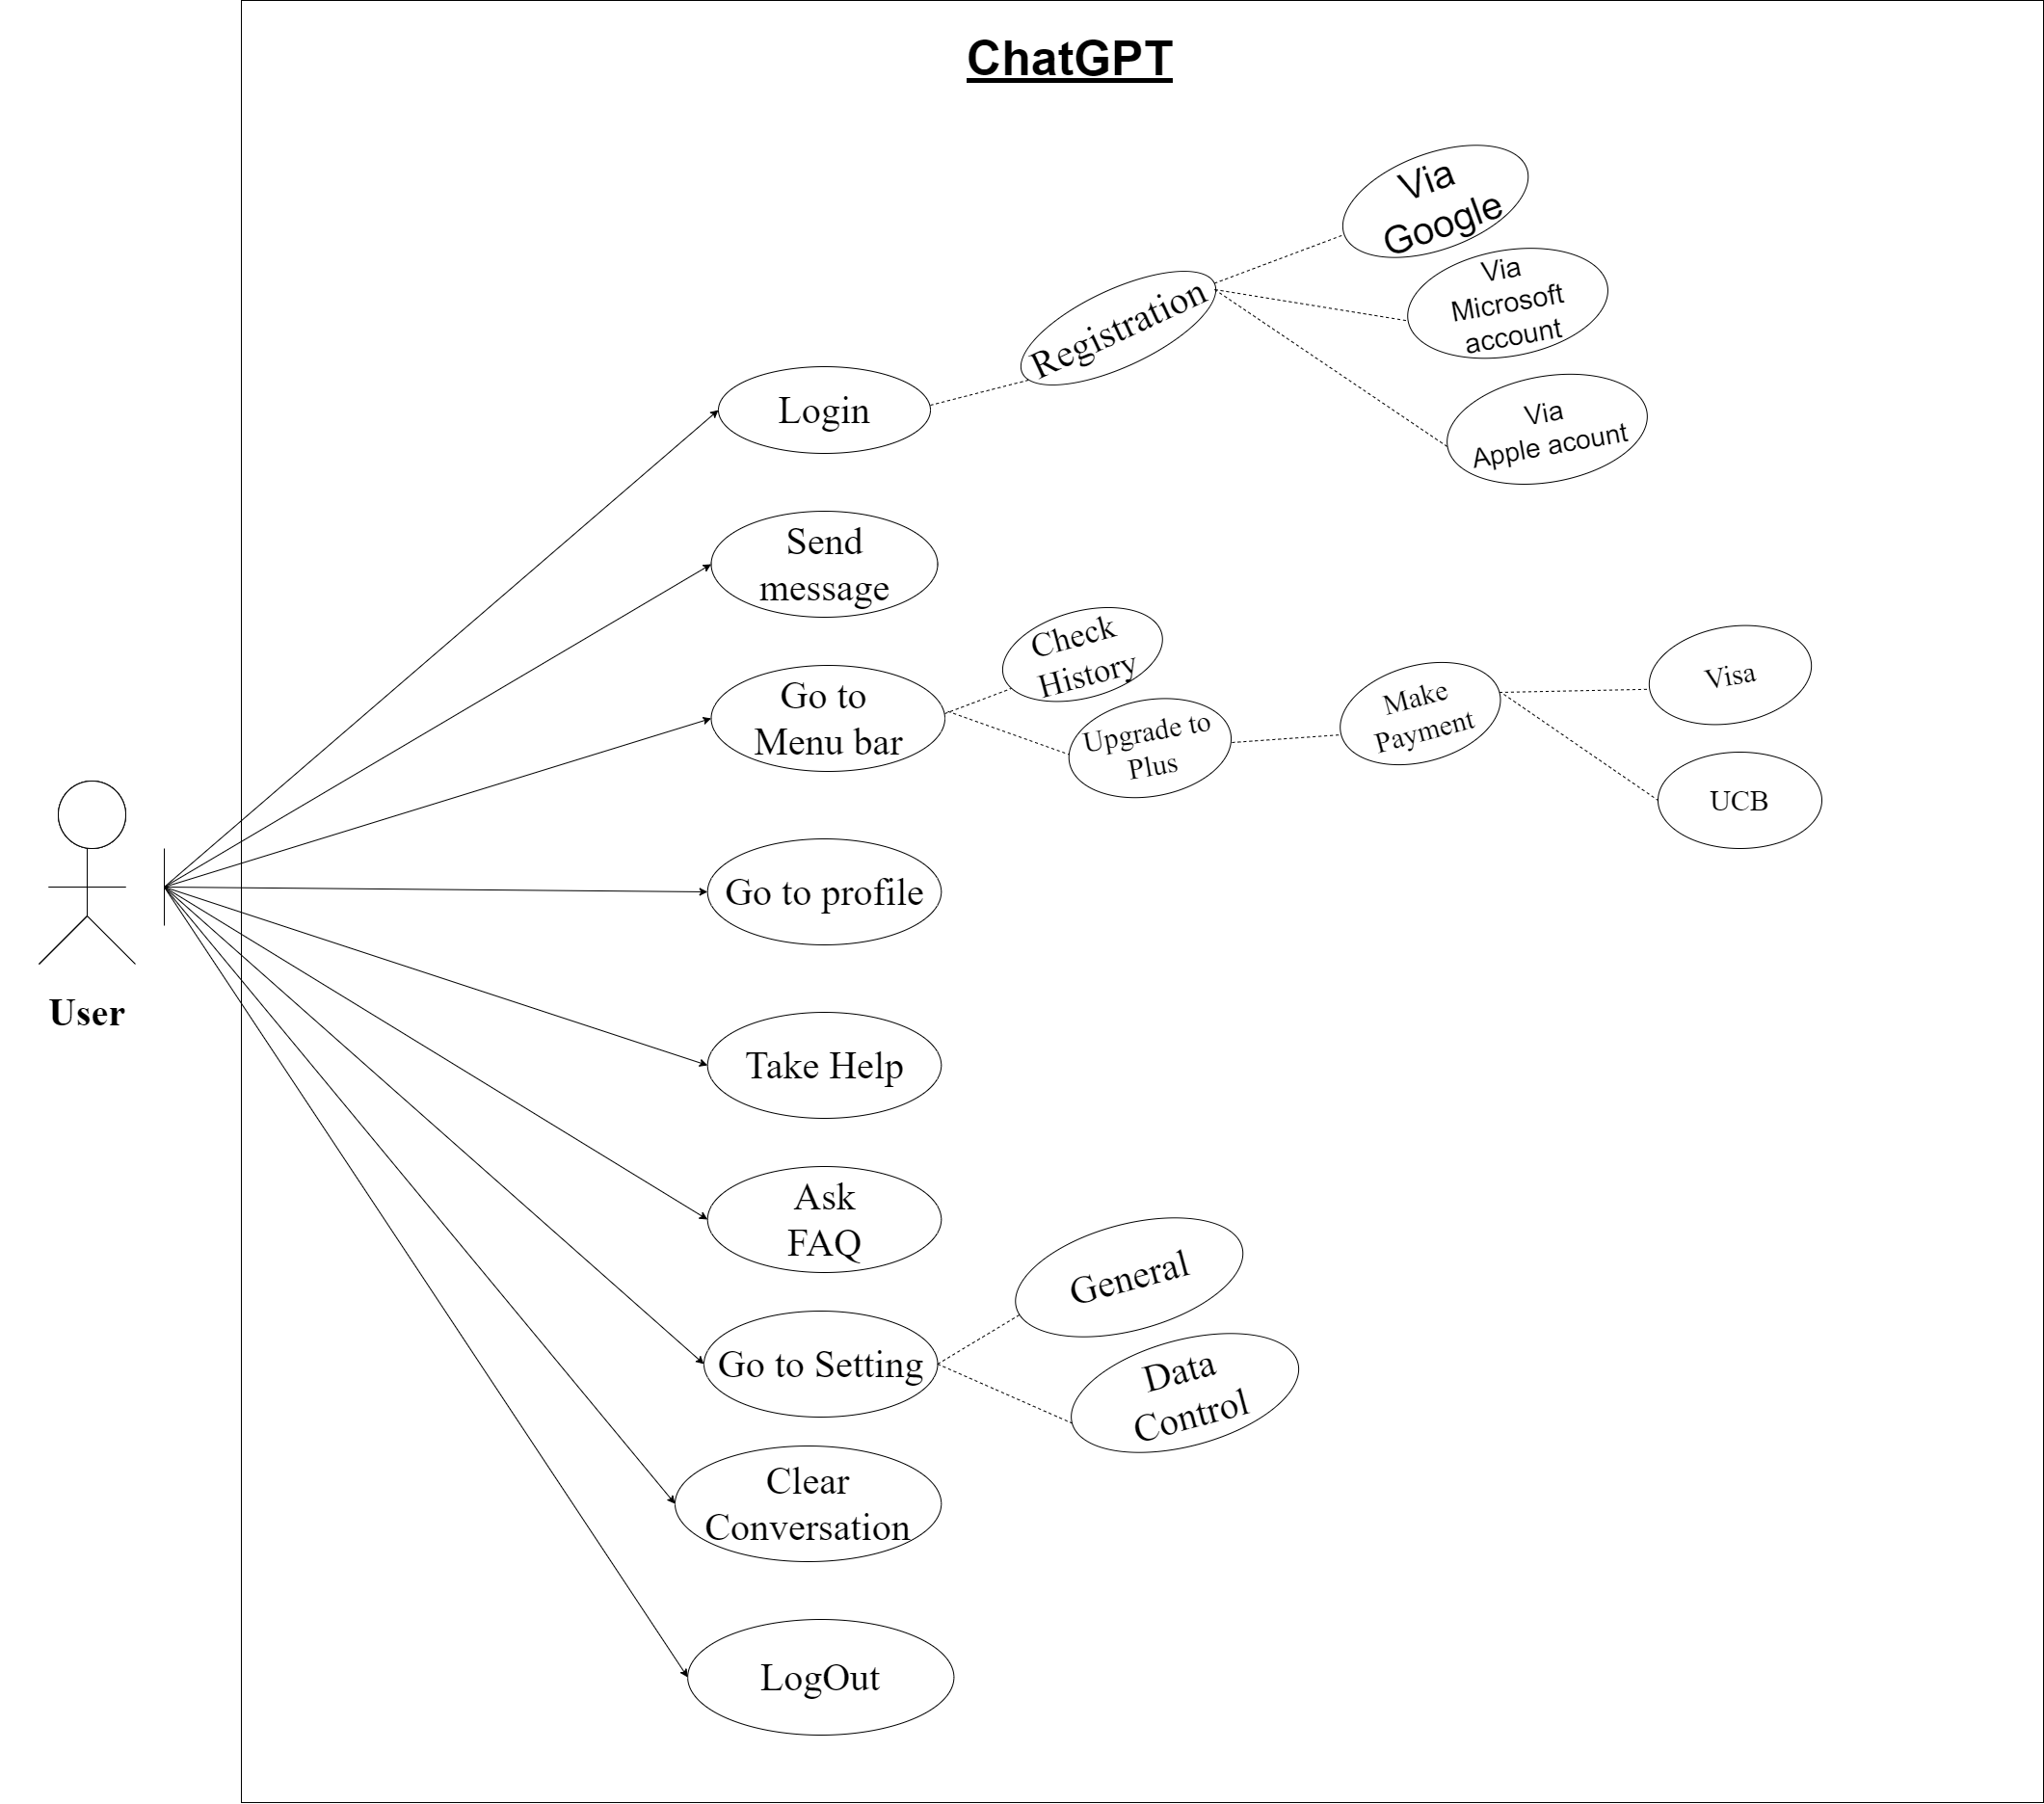 ChatGPT
Via
Google
Via
Microsoft
account
Via
Apple acount
Registration
Login
Send
message
Check
History
Go to
Menu bar
Upgrade to
Plus
Make
Payment
Visa
UCB
Go to profile
User
Take Help
Ask
FAQ
General
Go to Setting
Data
Control
Clear
Conversation
LogOut